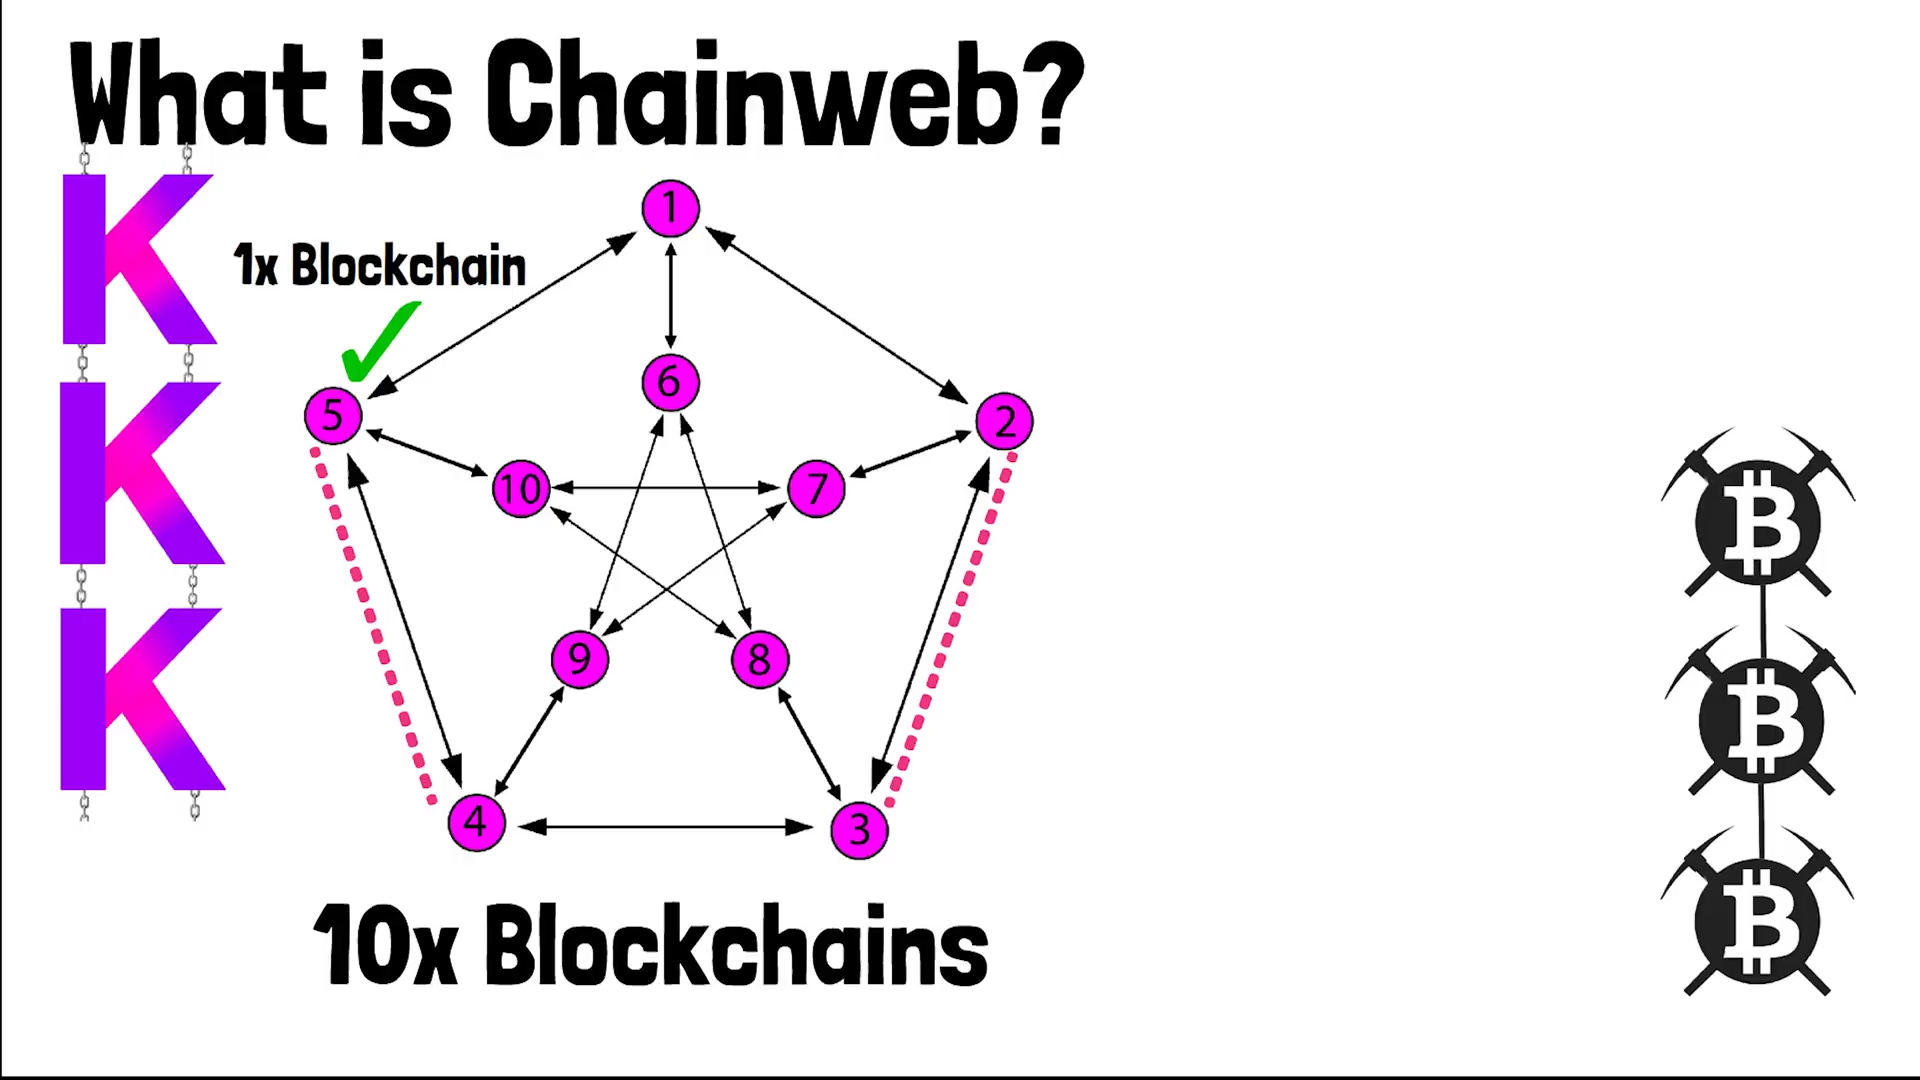 What is Chainweb?
K
K
K
1x Blockchain
1
6
5
2
10
7
9
8
4
3
10x Blockchains
₿
₿
₿